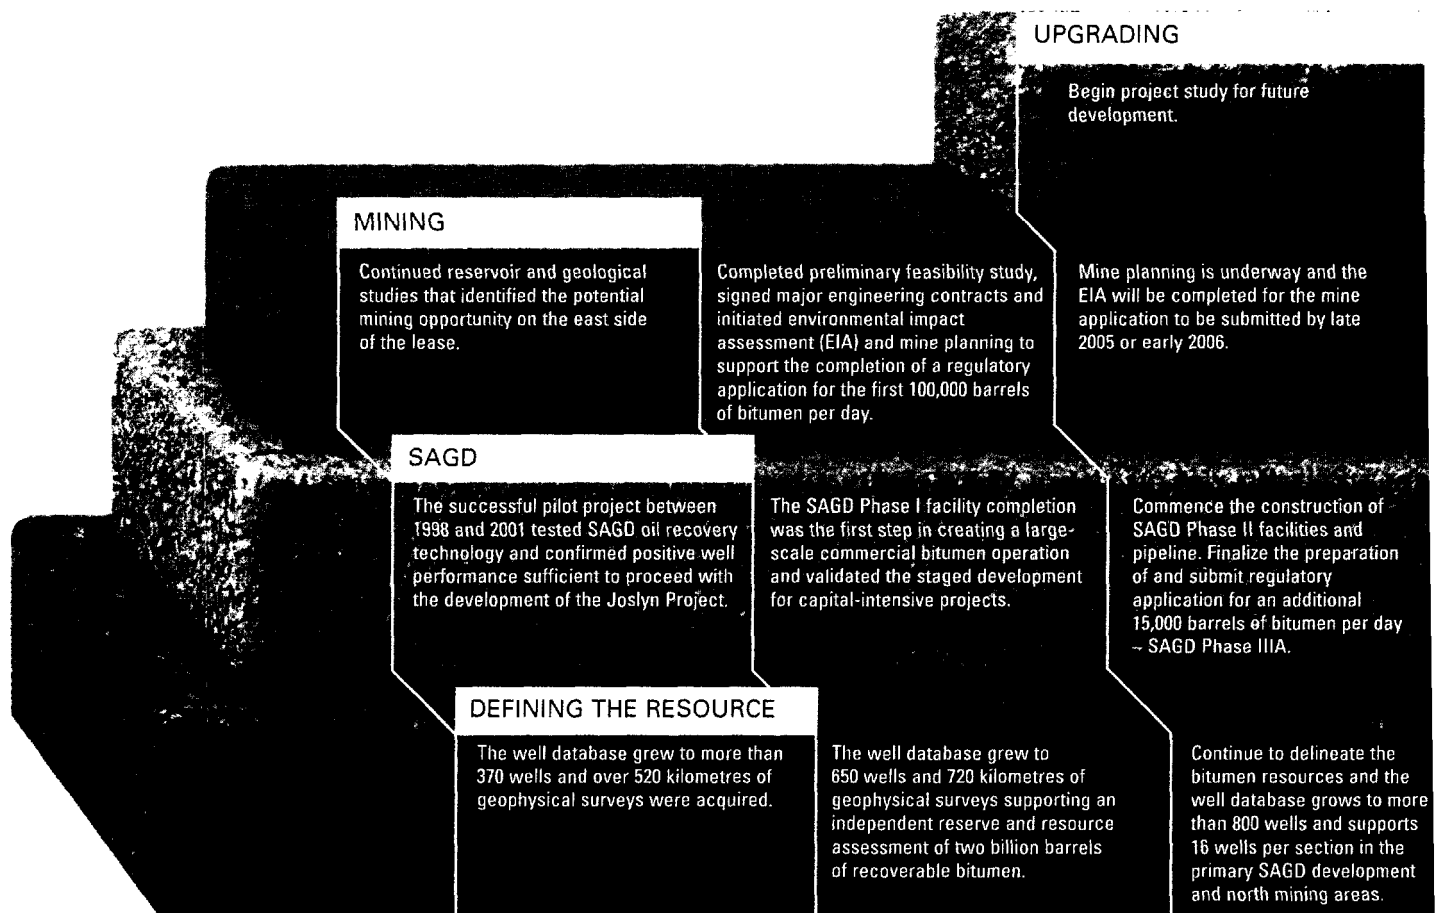 UPGRADING
Begin project study for future
development.
MINING
Continued reservoir and geological
studies that identified the potential
mining opportunity on the east side
of the lease.
Completed preliminary feasibility study,
signed major engineering contracts and
initiated environmental impact
assessment (EIA) and mine planning to
support the completion of a regulatory
application for the first 100,000 barrels
of bitumen per day.
Mine planning is underway and the
EIA will be completed for the mine
application to be submitted by late
2005 or early 2006.
SAGD
The successful pilot project between
1998 and 2001 tested SAGD oil recovery
technology and confirmed positive well
performance sufficient to proceed with
the development of the Joslyn Project.
The SAGD Phase I facility completion
was the first step in creating a large-
scale commercial bitumen operation
and validated the staged development
for capital-intensive projects.
Commence the construction of
SAGD Phase II facilities and
pipeline. Finalize the preparation
of and submit regulatory
application for an additional
15,000 barrels of bitumen per day
– SAGD Phase IIIA.
DEFINING THE RESOURCE
The well database grew to more than
370 wells and over 520 kilometres of
geophysical surveys were acquired.
The well database grew to
650 wells and 720 kilometres of
geophysical surveys supporting an
independent reserve and resource
assessment of two billion barrels
of recoverable bitumen.
Continue to delineate the
bitumen resources and the
well database grows to more
than 800 wells and supports
16 wells per section in the
primary SAGD development
and north mining areas.